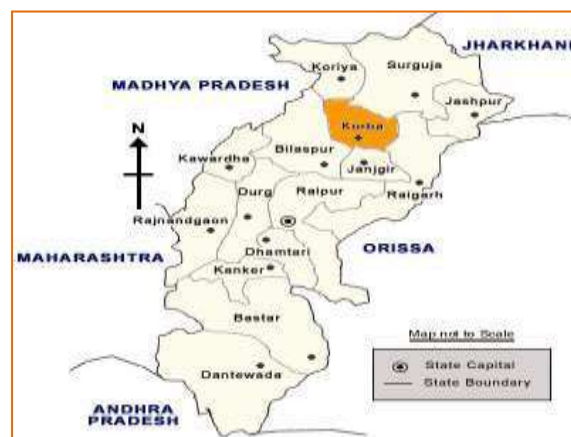 JHARKHAND
Koriya
Surguja
MADHYA PRADESH
Jashpur
Korba
N
Bilaspur
Janjgir
Kawardha
Durg
Raipur
Raigarh
Rajnandgaon
ORISSA
Dhamtari
MAHARASHTRA
Kanker
Bastar
Map not to Scale
State Capital
Dantewada
State Boundary
ANDHRA
PRADESH